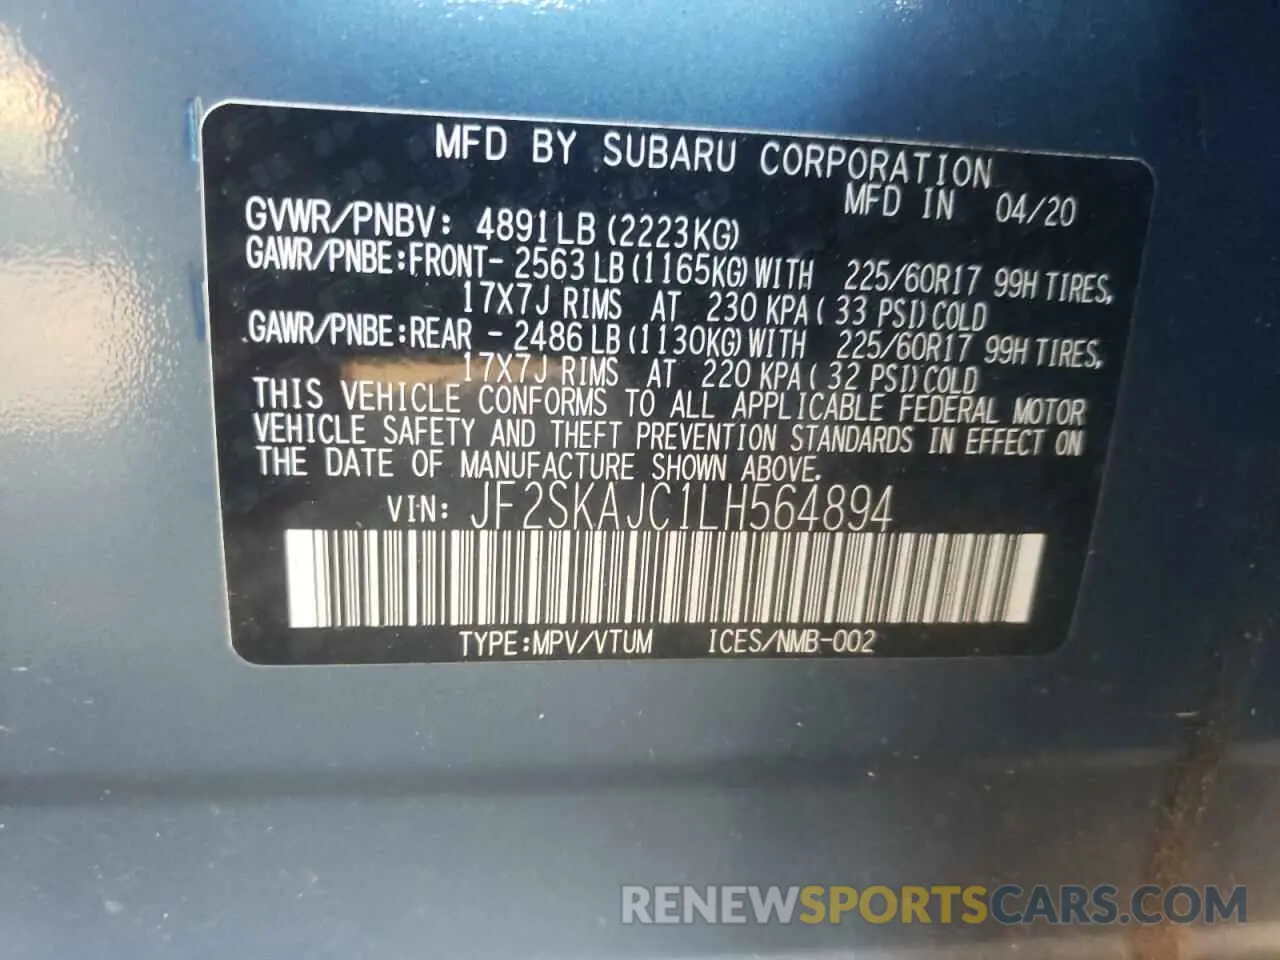 MFD BY SUBARU CORPORATION
MFD IN 04/20
GVWR/PNBV: 4891LB (2223KG)
GAWR/PNBE:FRONT- 2563 LB (1165KG) WITH 225/60R17 99H TIRES,
17X7J RIMS AT 230 KPA ( 33 PSI) COLD
GAWR/PNBE:REAR - 2486 LB (1130KG) WITH 225/60R17 99H TIRES,
17X7J RIMS AT 220 KPA ( 32 PSI) COLD
THIS VEHICLE CONFORMS TO ALL APPLICABLE FEDERAL MOTOR
VEHICLE SAFETY AND THEFT PREVENTION STANDARDS IN EFFECT ON
THE DATE OF MANUFACTURE SHOWN ABOVE.
VIN: JF2SKAJC1LH564894
TYPE:MPV/VTUM ICES/NMB-002
RENEWSPORTSCARS.COM